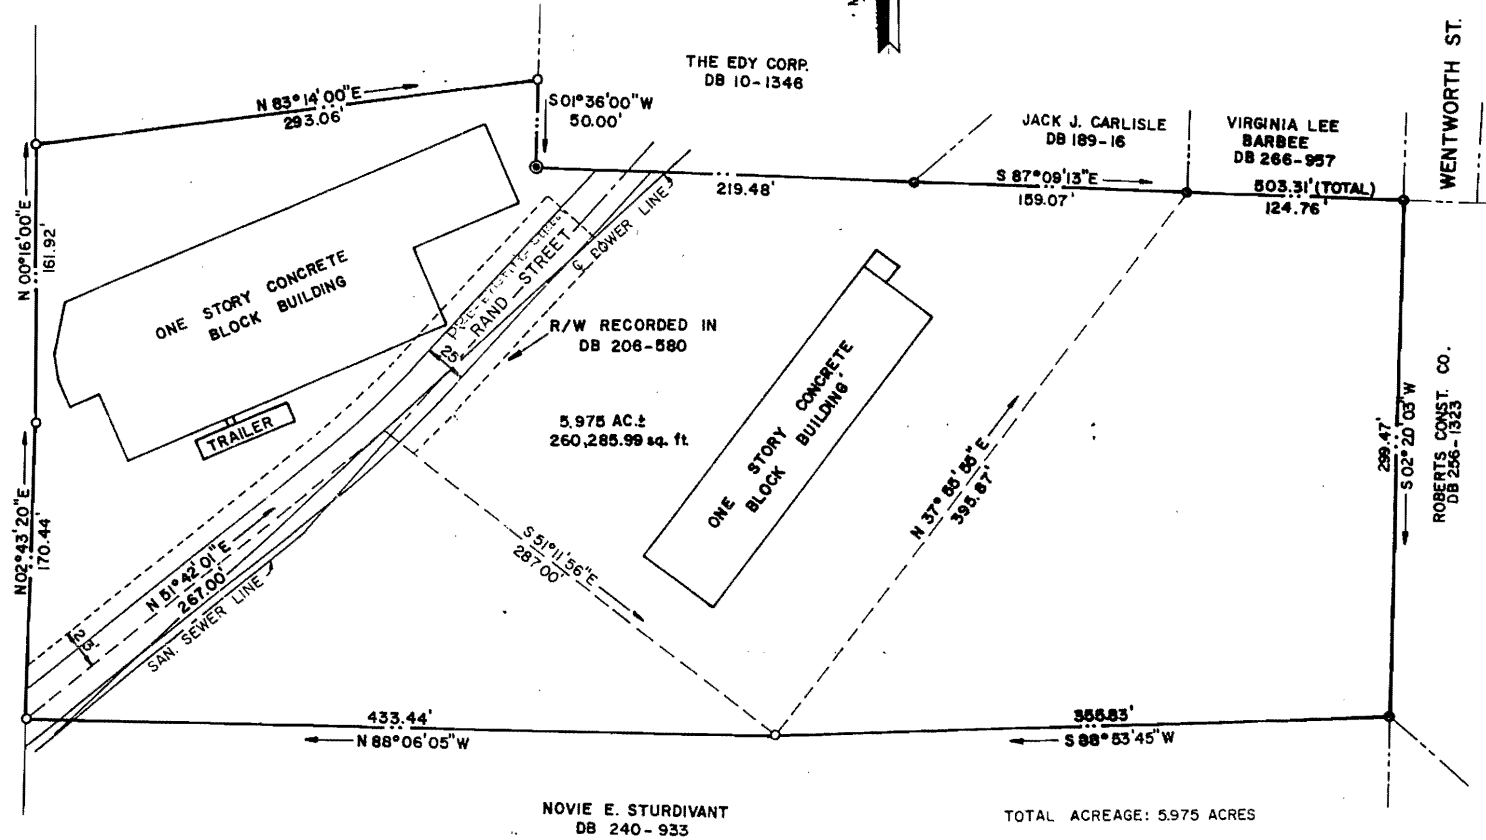 WENTWORTH ST.
THE EDY CORP.
DB 10-1346
N 83°14'00"E
293.06'
S 01°36'00"W
50.00'
JACK J. CARLISLE
DB 189-16
VIRGINIA LEE
BARBEE
DB 266-957
219.48'
S 87°09'13"E
159.07'
503.31'(TOTAL)
124.76'
N 00°16'00"E
161.92'
ONE STORY CONCRETE
BLOCK BUILDING
RAND STREET
℄ POWER LINE
25'
R/W RECORDED IN
DB 206-580
5.975 AC.±
260,285.99 sq. ft
ONE STORY CONCRETE
BLOCK BUILDING
TRAILER
N 37°55'55"E
395.87'
299.47'
S 02°20'03"W
ROBERTS CONST. CO.
DB 256-1323
N 02°43'20"E
170.44'
N 51°42'01"E
267.00'
S 51°11'56"E
287.00'
SAN. SEWER LINE
25'
433.44'
N 88°06'05"W
355.83'
S 88°53'45"W
NOVIE E. STURDIVANT
DB 240-933
TOTAL ACREAGE: 5.975 ACRES